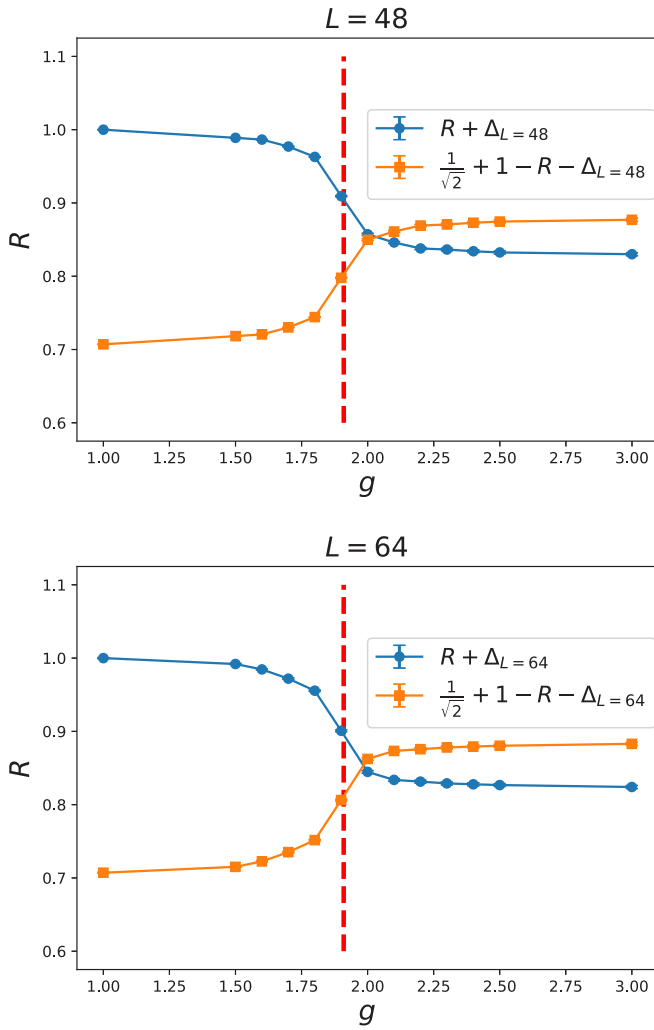 L = 48
1.1
1.0
0.9
0.8
0.7
0.6
R
R + Δ_{L=48}
\frac{1}{\sqrt{2}} + 1 − R − Δ_{L=48}
1.00 1.25 1.50 1.75 2.00 2.25 2.50 2.75 3.00
g
L = 64
1.1
1.0
0.9
0.8
0.7
0.6
R
R + Δ_{L=64}
\frac{1}{\sqrt{2}} + 1 − R − Δ_{L=64}
1.00 1.25 1.50 1.75 2.00 2.25 2.50 2.75 3.00
g